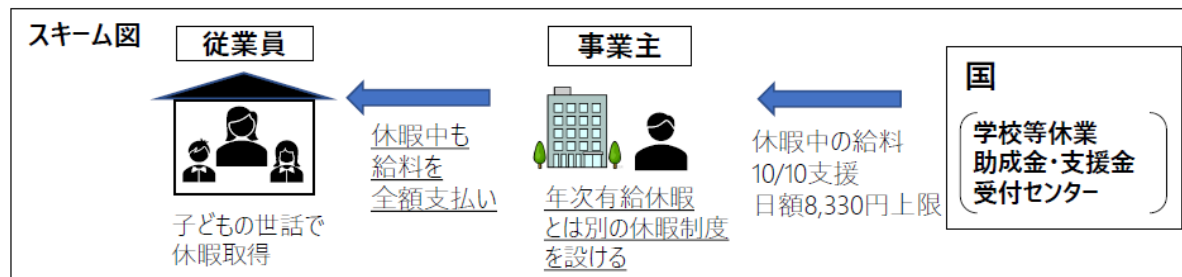 スキーム図
従業員
子どもの世話で
休暇取得
休暇中も
給料を
全額支払い
事業主
年次有給休暇
とは別の休暇制度
を設ける
休暇中の給料
10/10支援
日額8,330円上限
国
学校等休業
助成金・支援金
受付センター